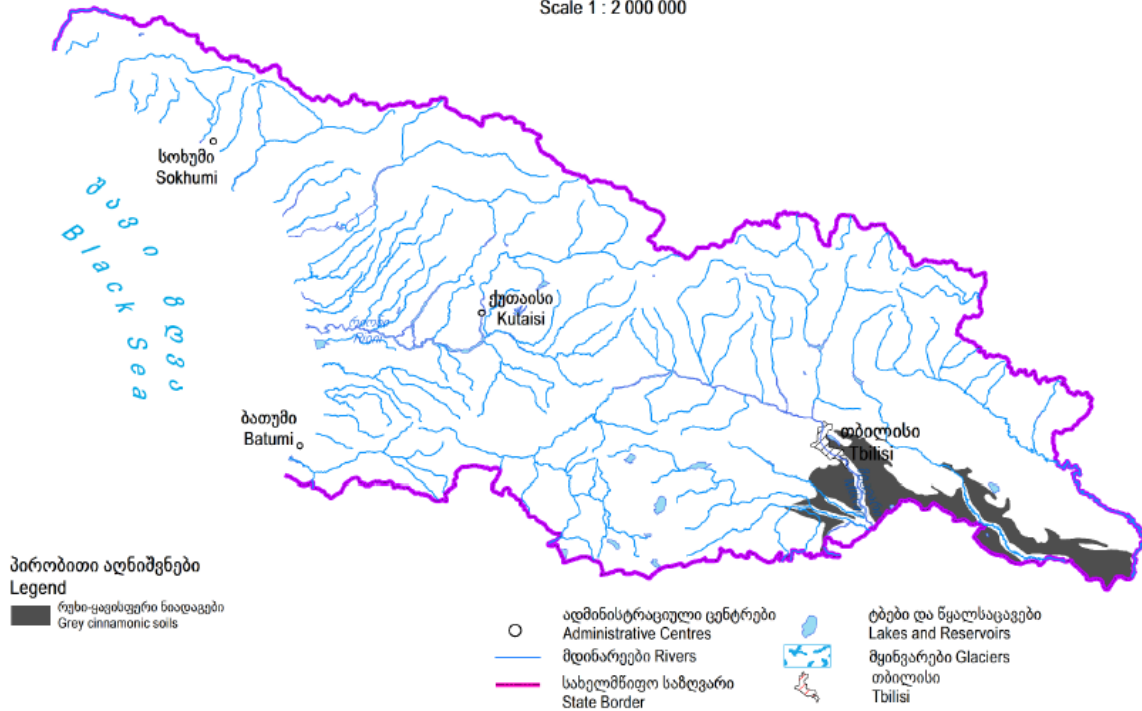 Scale 1 : 2 000 000
სოხუმი
Sokhumi
შავი ზღვა
Black Sea
ქუთაისი
Kutaisi
რიონი
Rioni
ბათუმი
Batumi
თბილისი
Tbilisi
პირობითი აღნიშვნები
Legend
რუხი-ყავისფერი ნიადაგები
Grey cinnamonic soils
ადმინისტრაციული ცენტრები
Administrative Centres
მდინარეები Rivers
სახელმწიფო საზღვარი
State Border
ტბები და წყალსაცავები
Lakes and Reservoirs
მყინვარები Glaciers
თბილისი
Tbilisi